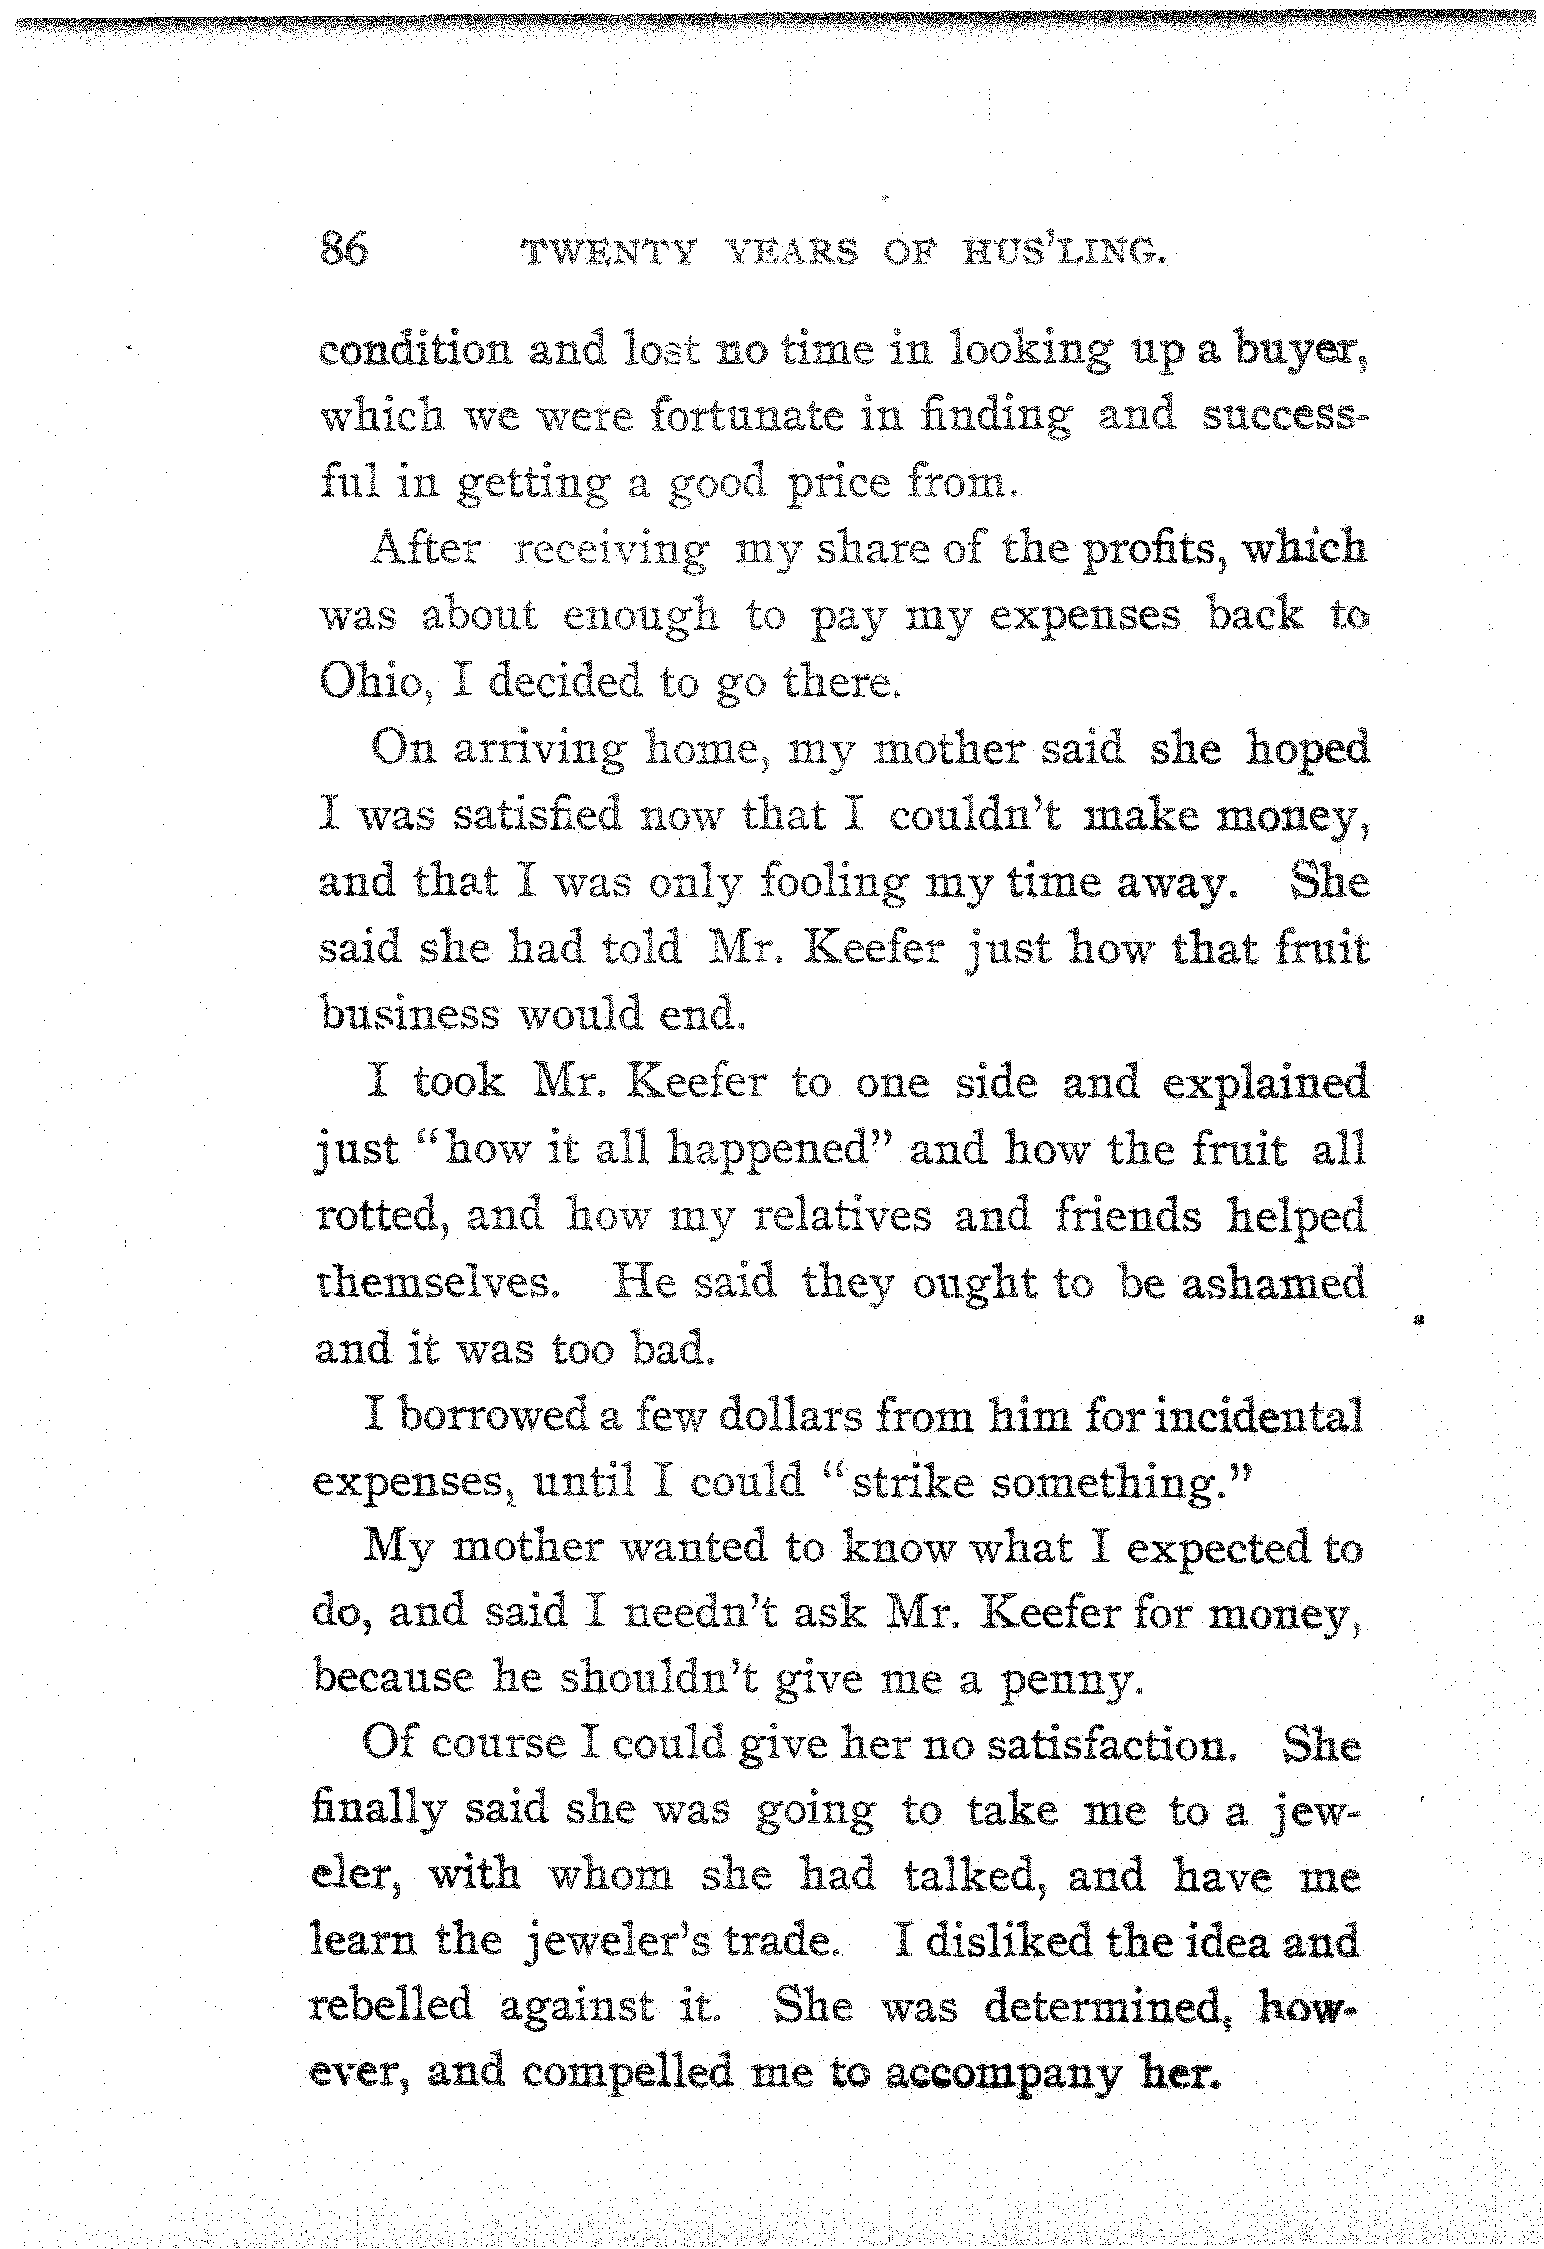 86 TWENTY YEARS OF HUS'LING.
condition and lost no time in looking up a buyer,
which we were fortunate in finding and success-
ful in getting a good price from.
After receiving my share of the profits, which
was about enough to pay my expenses back to
Ohio, I decided to go there.
On arriving home, my mother said she hoped
I was satisfied now that I couldn't make money,
and that I was only fooling my time away. She
said she had told Mr. Keefer just how that fruit
business would end.
I took Mr. Keefer to one side and explained
just "how it all happened" and how the fruit all
rotted, and how my relatives and friends helped
themselves. He said they ought to be ashamed
and it was too bad.
I borrowed a few dollars from him for incidental
expenses, until I could "strike something."
My mother wanted to know what I expected to
do, and said I needn't ask Mr. Keefer for money,
because he shouldn't give me a penny.
Of course I could give her no satisfaction. She
finally said she was going to take me to a jew-
eler, with whom she had talked, and have me
learn the jeweler's trade. I disliked the idea and
rebelled against it. She was determined, how-
ever, and compelled me to accompany her.